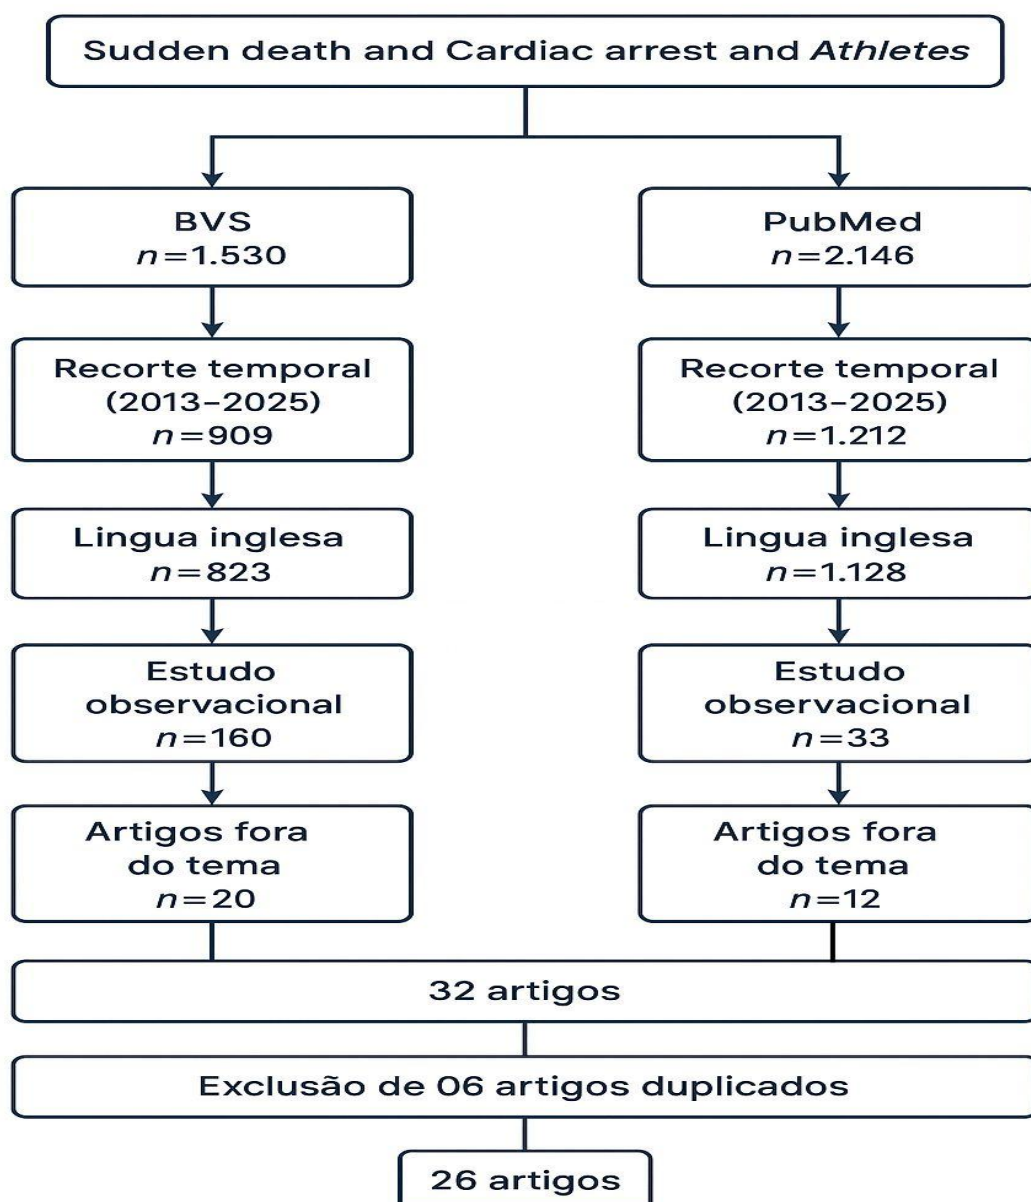 Sudden death and Cardiac arrest and Athletes
BVS
n=1.530
Recorte temporal
(2013–2025)
n=909
Lingua inglesa
n=823
Estudo
observacional
n=160
Artigos fora
do tema
n=20
PubMed
n=2.146
Recorte temporal
(2013–2025)
n=1.212
Lingua inglesa
n=1.128
Estudo
observacional
n=33
Artigos fora
do tema
n=12
32 artigos
Exclusão de 06 artigos duplicados
26 artigos